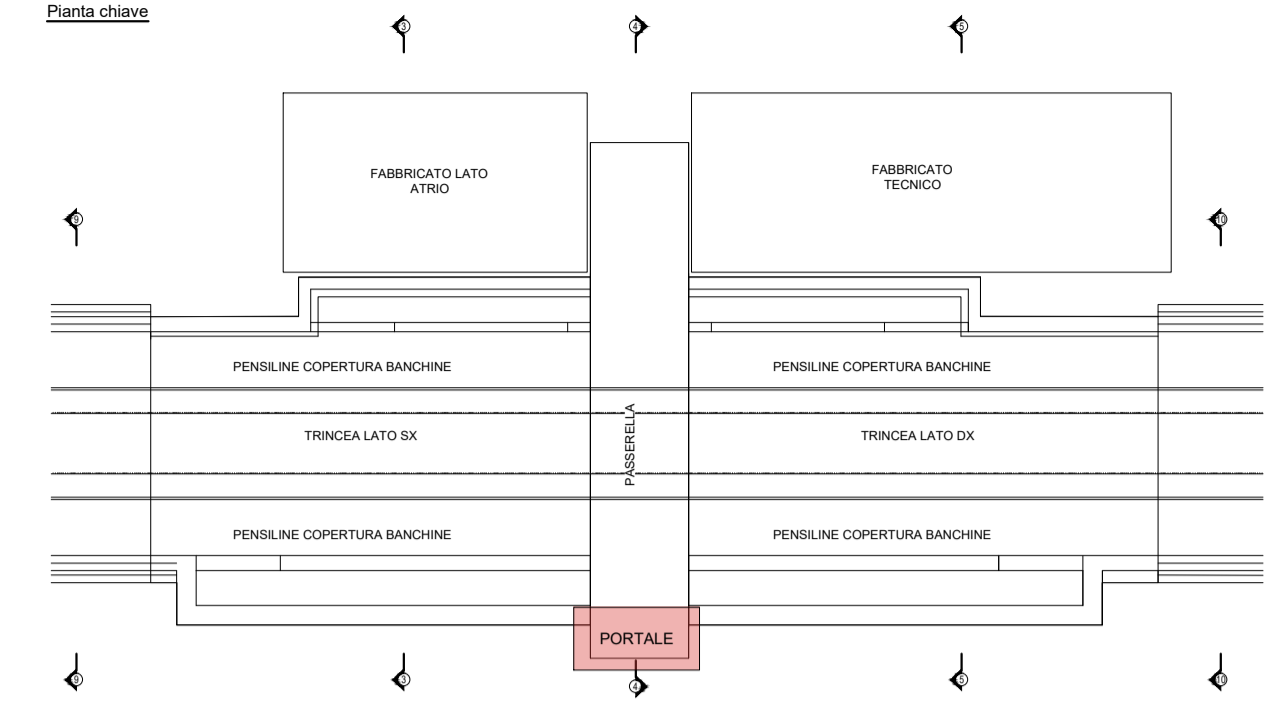 Pianta chiave
3
4
5
FABBRICATO LATO
ATRIO
FABBRICATO
TECNICO
9
10
PENSILINE COPERTURA BANCHINE
PENSILINE COPERTURA BANCHINE
PASSERELLA
TRINCEA LATO SX
TRINCEA LATO DX
PENSILINE COPERTURA BANCHINE
PENSILINE COPERTURA BANCHINE
PORTALE
9
3
4
5
10